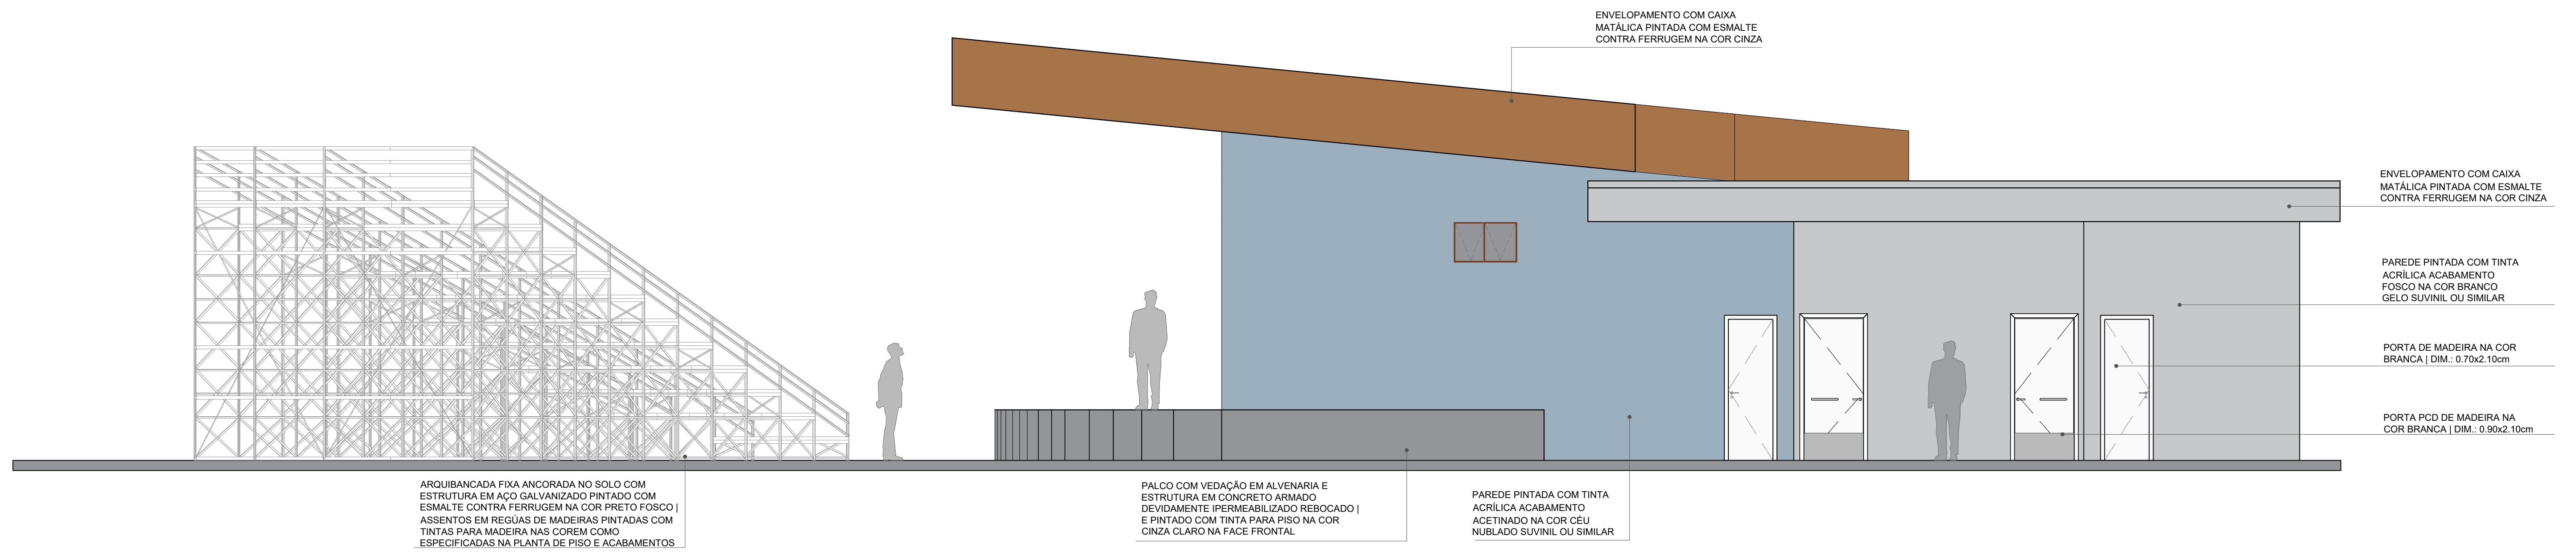 ENVELOPAMENTO COM CAIXA
MATÁLICA PINTADA COM ESMALTE
CONTRA FERRUGEM NA COR CINZA
ENVELOPAMENTO COM CAIXA
MATÁLICA PINTADA COM ESMALTE
CONTRA FERRUGEM NA COR CINZA
PAREDE PINTADA COM TINTA
ACRÍLICA ACABAMENTO
FOSCO NA COR BRANCO
GELO SUVINIL OU SIMILAR
PORTA DE MADEIRA NA COR
BRANCA | DIM.: 0.70x2.10cm
PORTA PCD DE MADEIRA NA
COR BRANCA | DIM.: 0.90x2.10cm
ARQUIBANCADA FIXA ANCORADA NO SOLO COM
ESTRUTURA EM AÇO GALVANIZADO PINTADO COM
ESMALTE CONTRA FERRUGEM NA COR PRETO FOSCO |
ASSENTOS EM REGÚAS DE MADEIRAS PINTADAS COM
TINTAS PARA MADEIRA NAS COREM COMO
ESPECIFICADAS NA PLANTA DE PISO E ACABAMENTOS
PALCO COM VEDAÇÃO EM ALVENARIA E
ESTRUTURA EM CONCRETO ARMADO
DEVIDAMENTE IPERMEABILIZADO REBOCADO |
E PINTADO COM TINTA PARA PISO NA COR
CINZA CLARO NA FACE FRONTAL
PAREDE PINTADA COM TINTA
ACRÍLICA ACABAMENTO
ACETINADO NA COR CÉU
NUBLADO SUVINIL OU SIMILAR